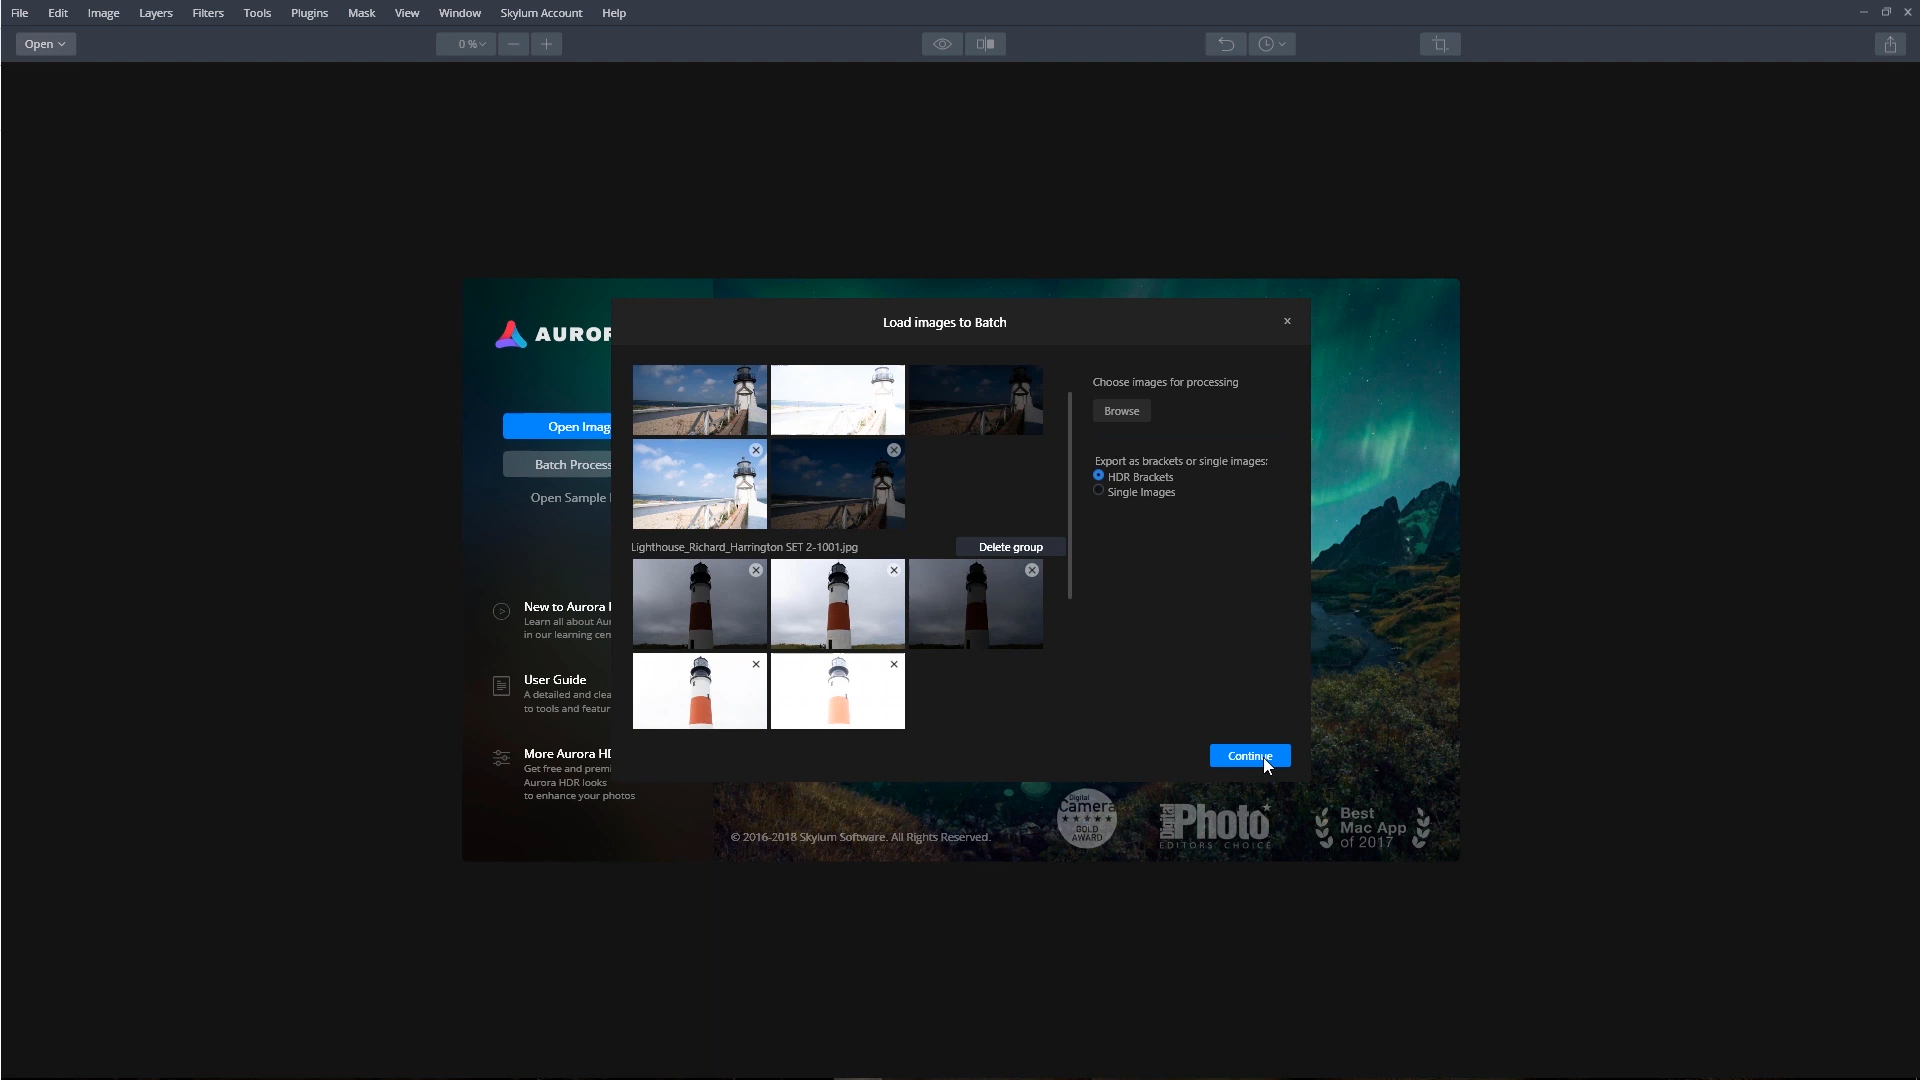 File Edit Image Layers Filters Tools Plugins Mask View Window Skylum Account Help
Open 0 %
Load images to Batch
AUROR
Choose images for processing
Browse
Open Imag
Batch Process
Export as brackets or single images:
HDR Brackets
Single Images
Open Sample
Lighthouse_Richard_Harrington SET 2-1001.jpg Delete group
New to Aurora
Learn all about Au
in our learning cen
User Guide
A detailed and clea
to tools and featur
More Aurora HD
Get free and premi
Aurora HDR looks
to enhance your photos
Continue
Digital
Camera
GOLD
AWARD
Digital Photo
EDITORS' CHOICE
Best
Mac App
of 2017
© 2016-2018 Skylum Software. All Rights Reserved.